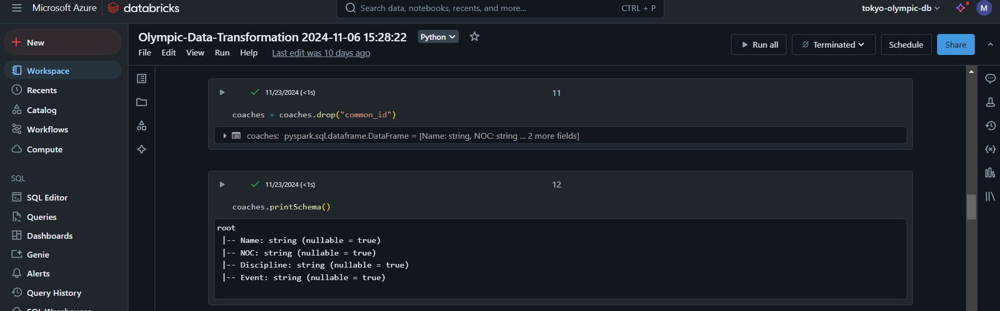 Microsoft Azure databricks
Search data, notebooks, recents, and more... CTRL + P
tokyo-olympic-db
M
New
Workspace
Recents
Catalog
Workflows
Compute
SQL
SQL Editor
Queries
Dashboards
Genie
Alerts
Query History
SQL Warehouses
Olympic-Data-Transformation 2024-11-06 15:28:22 Python
File Edit View Run Help Last edit was 10 days ago
Run all Terminated Schedule Share
11/23/2024 (<1s) 11
coaches = coaches.drop("common_id")
coaches: pyspark.sql.dataframe.DataFrame = [Name: string, NOC: string ... 2 more fields]
11/23/2024 (<1s) 12
coaches.printSchema()
root
|-- Name: string (nullable = true)
|-- NOC: string (nullable = true)
|-- Discipline: string (nullable = true)
|-- Event: string (nullable = true)